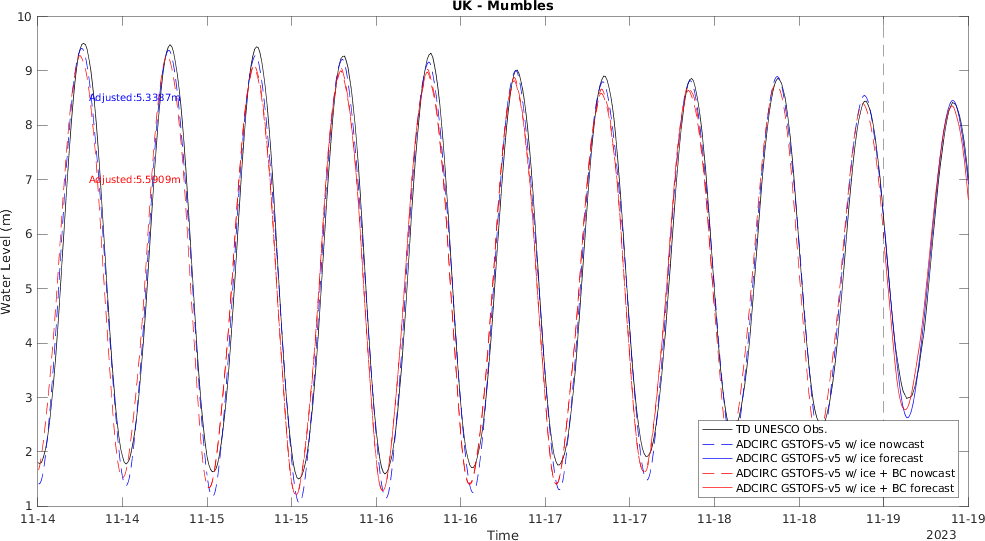 UK - Mumbles
10
9
8
7
6
5
4
3
2
1
Water Level (m)
Adjusted:5.3387m
Adjusted:5.5909m
TD UNESCO Obs.
ADCIRC GSTOFS-v5 w/ ice nowcast
ADCIRC GSTOFS-v5 w/ ice forecast
ADCIRC GSTOFS-v5 w/ ice + BC nowcast
ADCIRC GSTOFS-v5 w/ ice + BC forecast
11-14 11-14 11-15 11-15 11-16 11-16 11-17 11-17 11-18 11-18 11-19 11-19
Time
2023